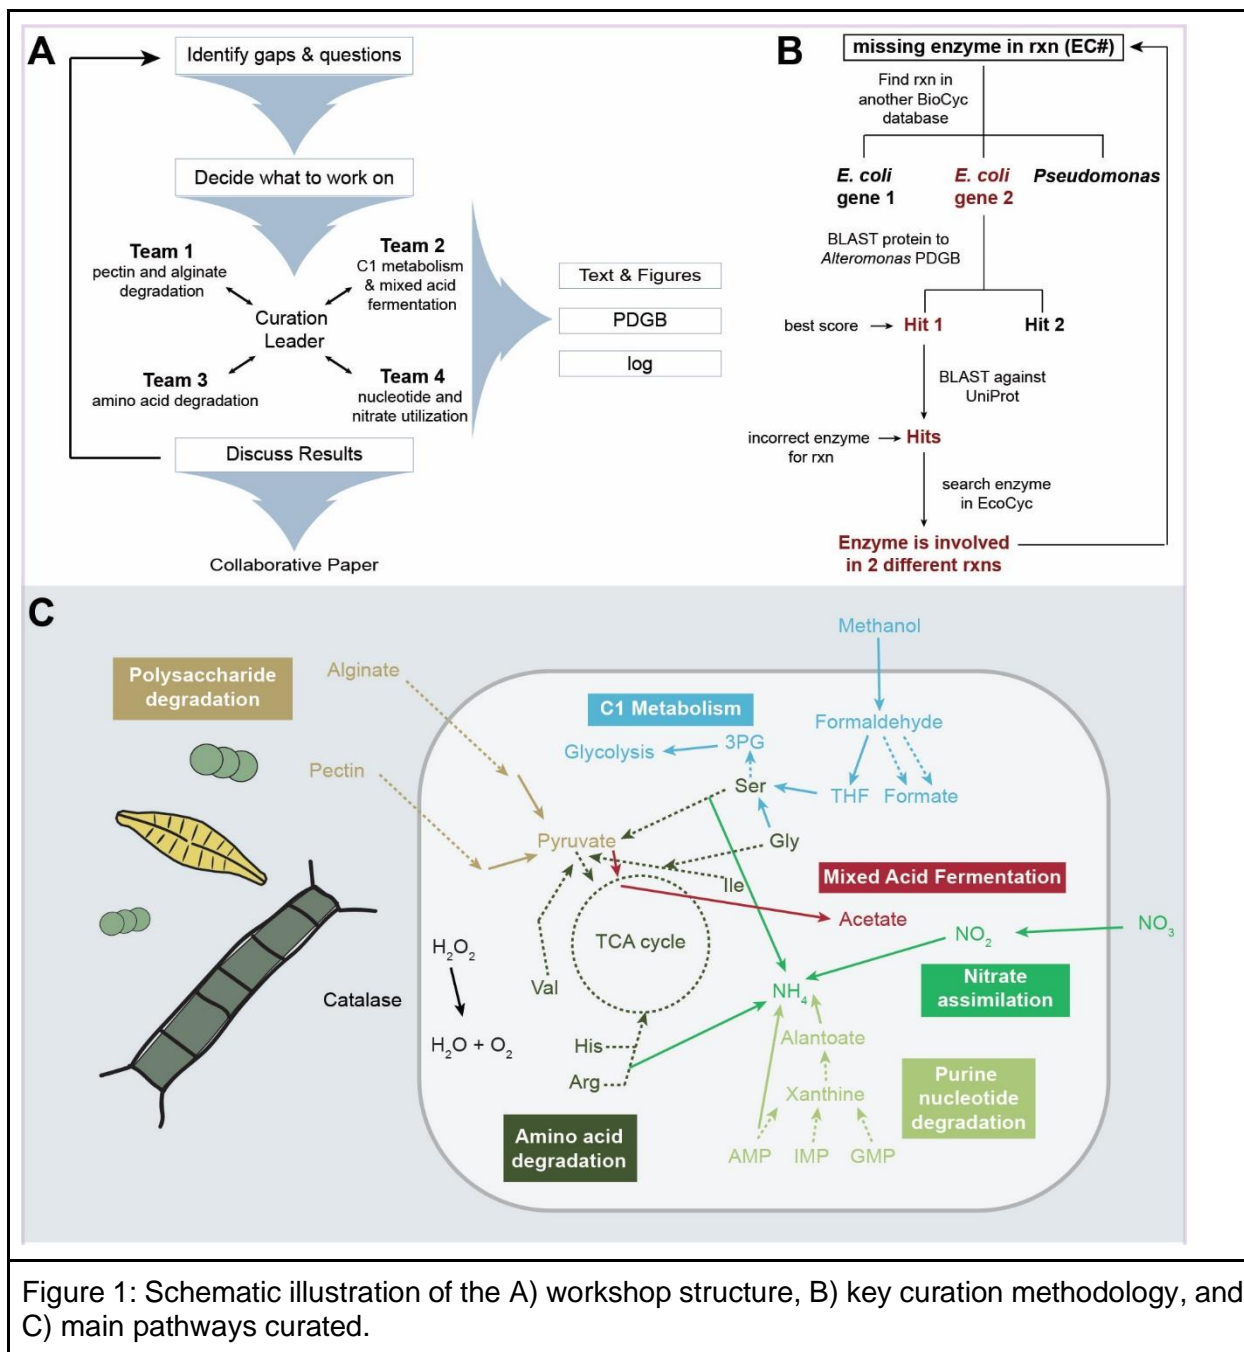 A
Identify gaps & questions
Decide what to work on
Team 1
pectin and alginate
degradation
Team 2
C1 metabolism
& mixed acid
fermentation
Curation
Leader
Team 3
amino acid degradation
Team 4
nucleotide and
nitrate utilization
Discuss Results
Collaborative Paper
Text & Figures
PDGB
log
B
missing enzyme in rxn (EC#)
Find rxn in
another BioCyc
database
E. coli
gene 1
E. coli
gene 2
Pseudomonas
BLAST protein to
Alteromonas PDGB
best score
Hit 1
Hit 2
BLAST against
UniProt
incorrect enzyme
for rxn
Hits
search enzyme
in EcoCyc
Enzyme is involved
in 2 different rxns
C
Polysaccharide
degradation
Alginate
Pectin
Methanol
C1 Metabolism
Formaldehyde
Glycolysis
3PG
Ser
THF
Formate
Pyruvate
Gly
Ile
Mixed Acid Fermentation
Acetate
TCA cycle
NO2
NO3
H2O2
Val
NH4
Nitrate
assimilation
Catalase
H2O + O2
His
Arg
Alantoate
Xanthine
Purine
nucleotide
degradation
Amino acid
degradation
AMP
IMP
GMP
Figure 1: Schematic illustration of the A) workshop structure, B) key curation methodology, and
C) main pathways curated.